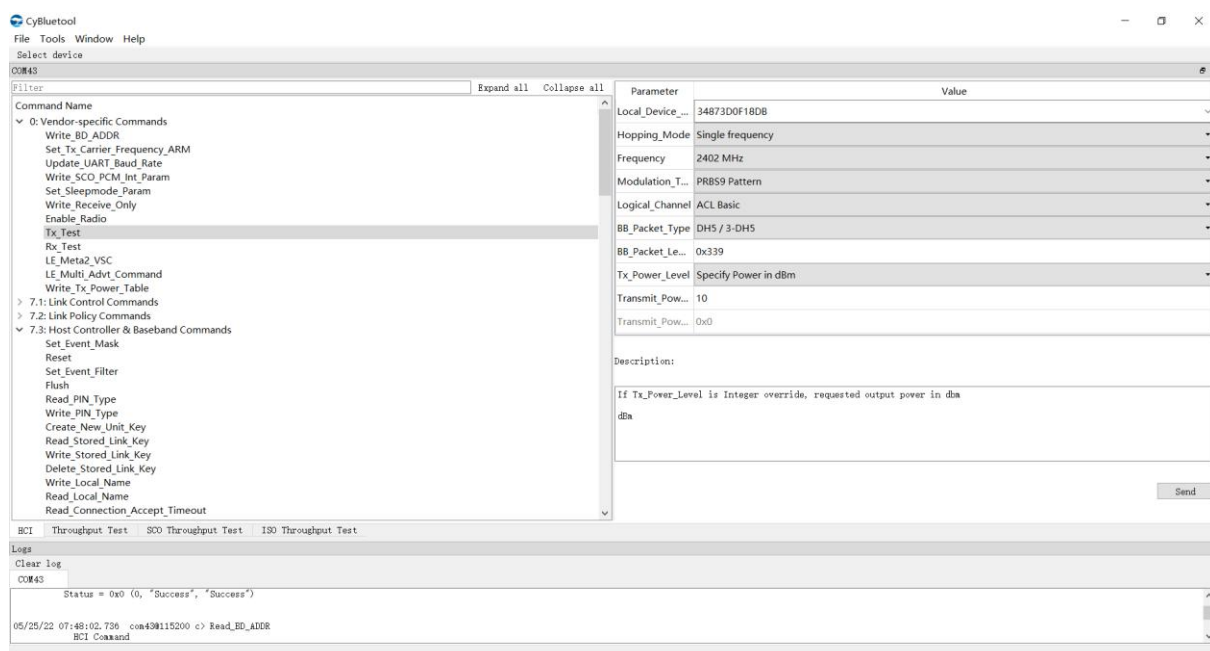 CyBluetool
File Tools Window Help
Select device
COM43
Filter Expand all Collapse all
Command Name
0: Vendor-specific Commands
Write_BD_ADDR
Set_Tx_Carrier_Frequency_ARM
Update_UART_Baud_Rate
Write_SCO_PCM_Int_Param
Set_Sleepmode_Param
Write_Receive_Only
Enable_Radio
Tx_Test
Rx_Test
LE_Meta2_VSC
LE_Multi_Advt_Command
Write_Tx_Power_Table
7.1: Link Control Commands
7.2: Link Policy Commands
7.3: Host Controller & Baseband Commands
Set_Event_Mask
Reset
Set_Event_Filter
Flush
Read_PIN_Type
Write_PIN_Type
Create_New_Unit_Key
Read_Stored_Link_Key
Write_Stored_Link_Key
Delete_Stored_Link_Key
Write_Local_Name
Read_Local_Name
Read_Connection_Accept_Timeout
Parameter Value
Local_Device_... 34873D0F18DB
Hopping_Mode Single frequency
Frequency 2402 MHz
Modulation_T... PRBS9 Pattern
Logical_Channel ACL Basic
BB_Packet_Type DH5 / 3-DH5
BB_Packet_Le... 0x339
Tx_Power_Level Specify Power in dBm
Transmit_Pow... 10
Transmit_Pow... 0x0
Description:
If Tx_Power_Level is Integer override, requested output power in dbm
dBm
Send
HCI Throughput Test SCO Throughput Test ISO Throughput Test
Logs
Clear log
COM43
Status = 0x0 (0, "Success", "Success")
05/25/22 07:48:02.736 com43@115200 c> Read_BD_ADDR
HCI Command